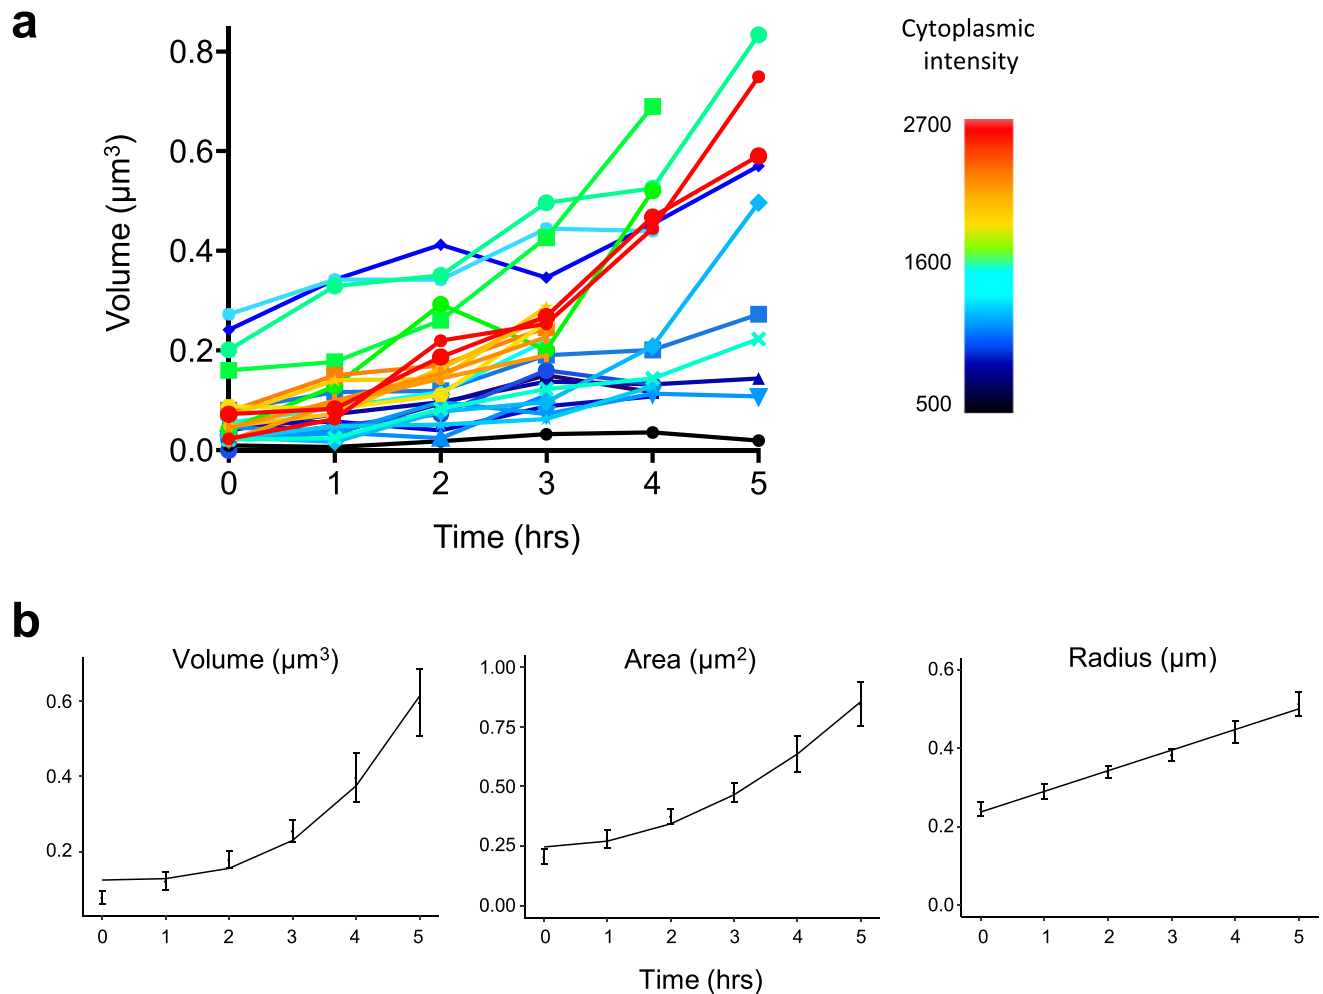 a
Volume (µm³)
0.8
0.6
0.4
0.2
0.0
0 1 2 3 4 5
Time (hrs)
Cytoplasmic
intensity
2700
1600
500
b
Volume (µm³)
0.6
0.4
0.2
0 1 2 3 4 5
Area (µm²)
1.00
0.75
0.50
0.25
0.00
0 1 2 3 4 5
Radius (µm)
0.6
0.4
0.2
0.0
0 1 2 3 4 5
Time (hrs)